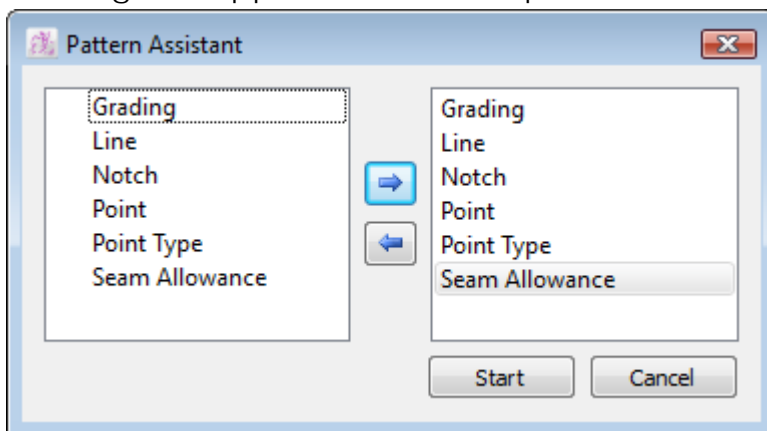 Pattern Assistant
Grading
Line
Notch
Point
Point Type
Seam Allowance
Grading
Line
Notch
Point
Point Type
Seam Allowance
Start
Cancel